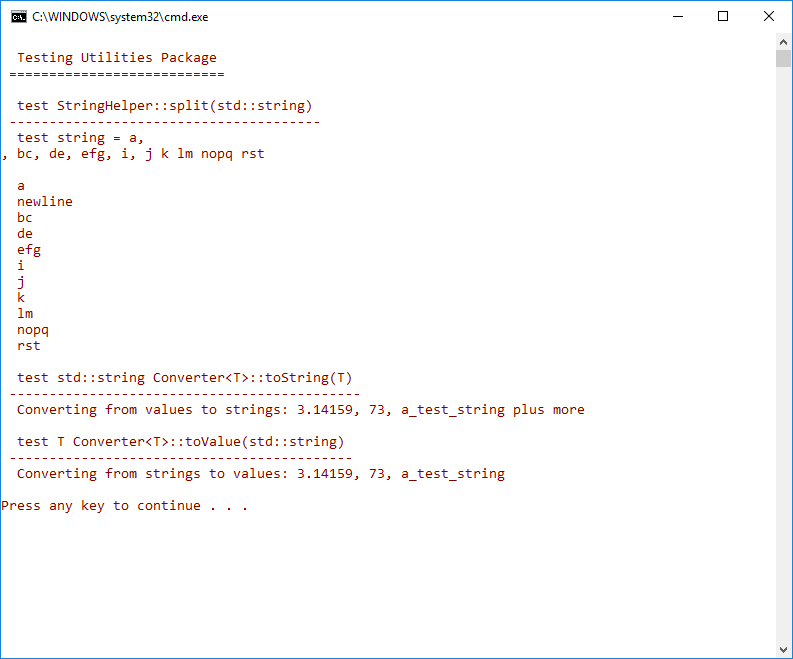 C:\WINDOWS\system32\cmd.exe
Testing Utilities Package
===========================
test StringHelper::split(std::string)
---------------------------------------
test string = a,
, bc, de, efg, i, j k lm nopq rst
a
newline
bc
de
efg
i
j
k
lm
nopq
rst
test std::string Converter<T>::toString(T)
--------------------------------------------
Converting from values to strings: 3.14159, 73, a_test_string plus more
test T Converter<T>::toValue(std::string)
-------------------------------------------
Converting from strings to values: 3.14159, 73, a_test_string
Press any key to continue . . .